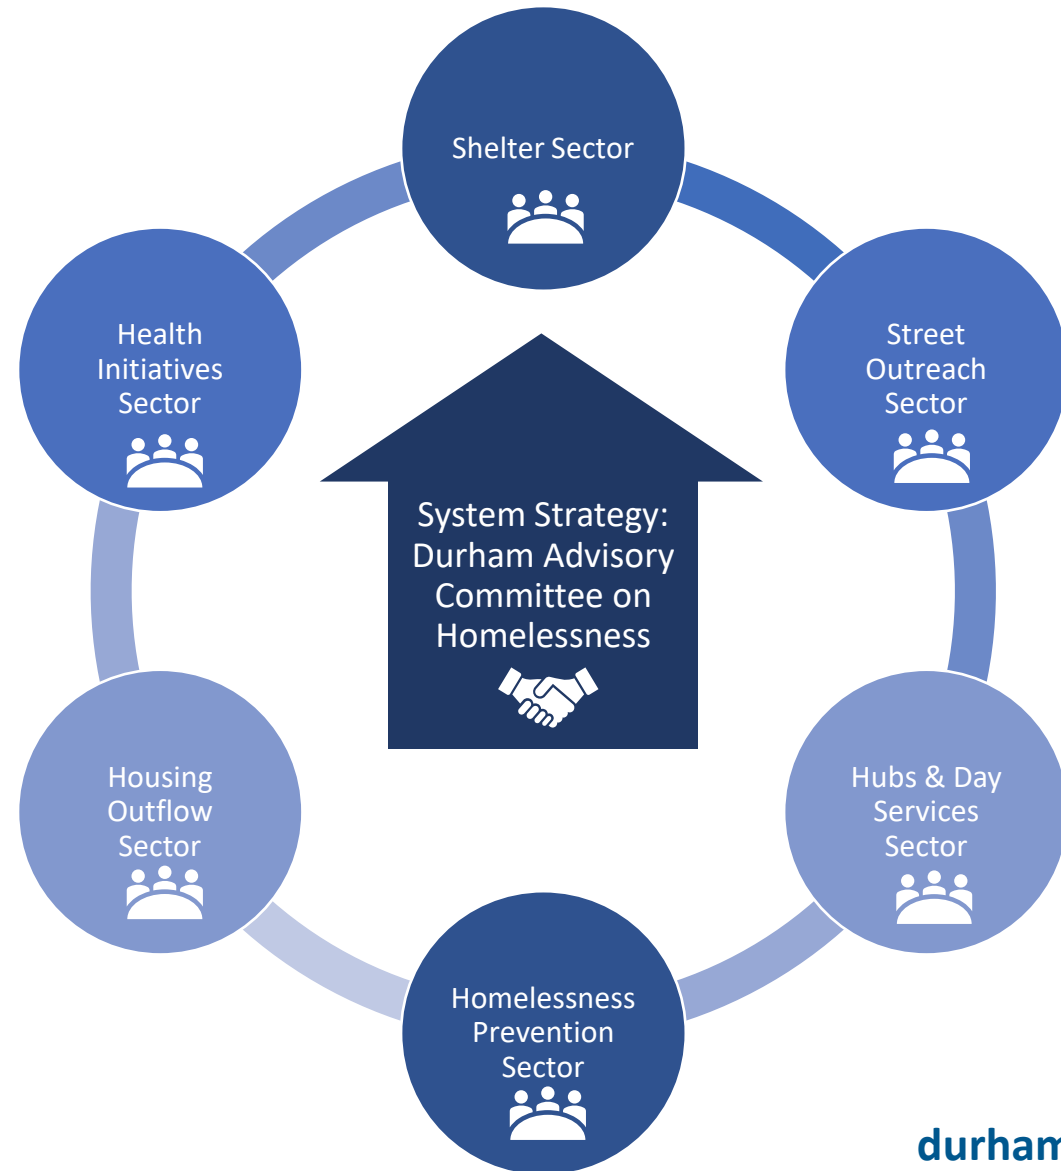 Shelter Sector
Street
Outreach
Sector
Hubs & Day
Services
Sector
Homelessness
Prevention
Sector
Housing
Outflow
Sector
Health
Initiatives
Sector
System Strategy:
Durham Advisory
Committee on
Homelessness
durham